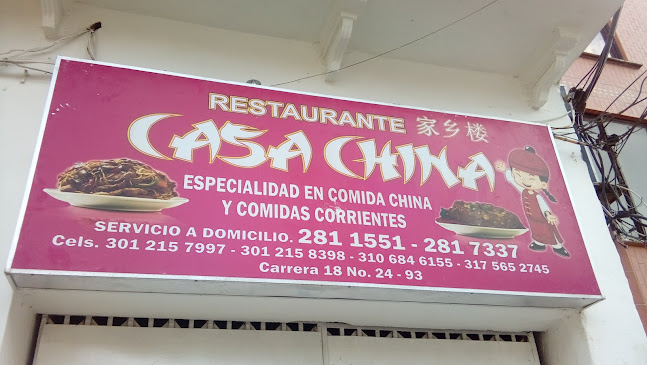 RESTAURANTE 家乡楼
CASA CHINA
ESPECIALIDAD EN COMIDA CHINA
Y COMIDAS CORRIENTES
SERVICIO A DOMICILIO. 281 1551 - 281 7337
Cels. 301 215 7997 - 301 215 8398 - 310 684 6155 - 317 565 2745
Carrera 18 No. 24 - 93